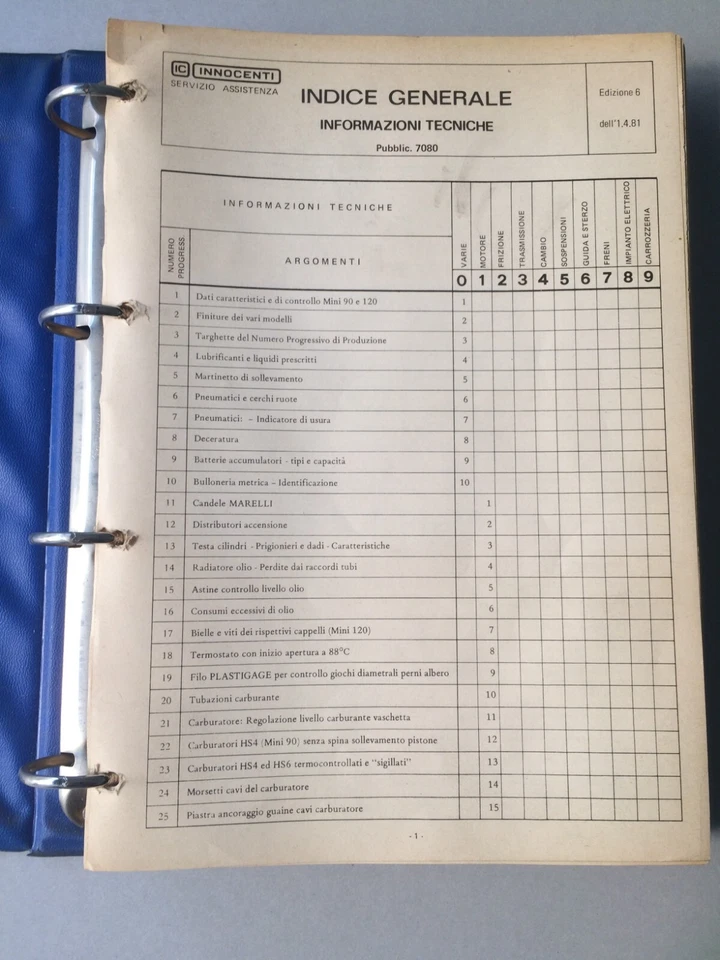 IC INNOCENTI
SERVIZIO ASSISTENZA
INDICE GENERALE
INFORMAZIONI TECNICHE
Pubblic. 7080
Edizione 6
dell'1.4.81
INFORMAZIONI TECNICHE
NUMERO PROGRESS
ARGOMENTI
VARIE
MOTORE
FRIZIONE
TRASMISSIONE
CAMBIO
SOSPENSIONI
GUIDA E STERZO
FRENI
IMPIANTO ELETTRICO
CARROZZERIA
0 1 2 3 4 5 6 7 8 9
1 Dati caratteristici e di controllo Mini 90 e 120 1
2 Finiture dei vari modelli 2
3 Targhette del Numero Progressivo di Produzione 3
4 Lubrificanti e liquidi prescritti 4
5 Martinetto di sollevamento 5
6 Pneumatici e cerchi ruote 6
7 Pneumatici: – Indicatore di usura 7
8 Deceratura 8
9 Batterie accumulatori - tipi e capacità 9
10 Bulloneria metrica – Identificazione 10
11 Candele MARELLI 1
12 Distributori accensione 2
13 Testa cilindri - Prigionieri e dadi - Caratteristiche 3
14 Radiatore olio - Perdite dai raccordi tubi 4
15 Astine controllo livello olio 5
16 Consumi eccessivi di olio 6
17 Bielle e viti dei rispettivi cappelli (Mini 120) 7
18 Termostato con inizio apertura a 88°C 8
19 Filo PLASTIGAGE per controllo giochi diametrali perni albero 9
20 Tubazioni carburante 10
21 Carburatore: Regolazione livello carburante vaschetta 11
22 Carburatori HS4 (Mini 90) senza spina sollevamento pistone 12
23 Carburatori HS4 ed HS6 termocontrollati e "sigillati" 13
24 Morsetti cavi del carburatore 14
25 Piastra ancoraggio guaine cavi carburatore 15
- 1 -